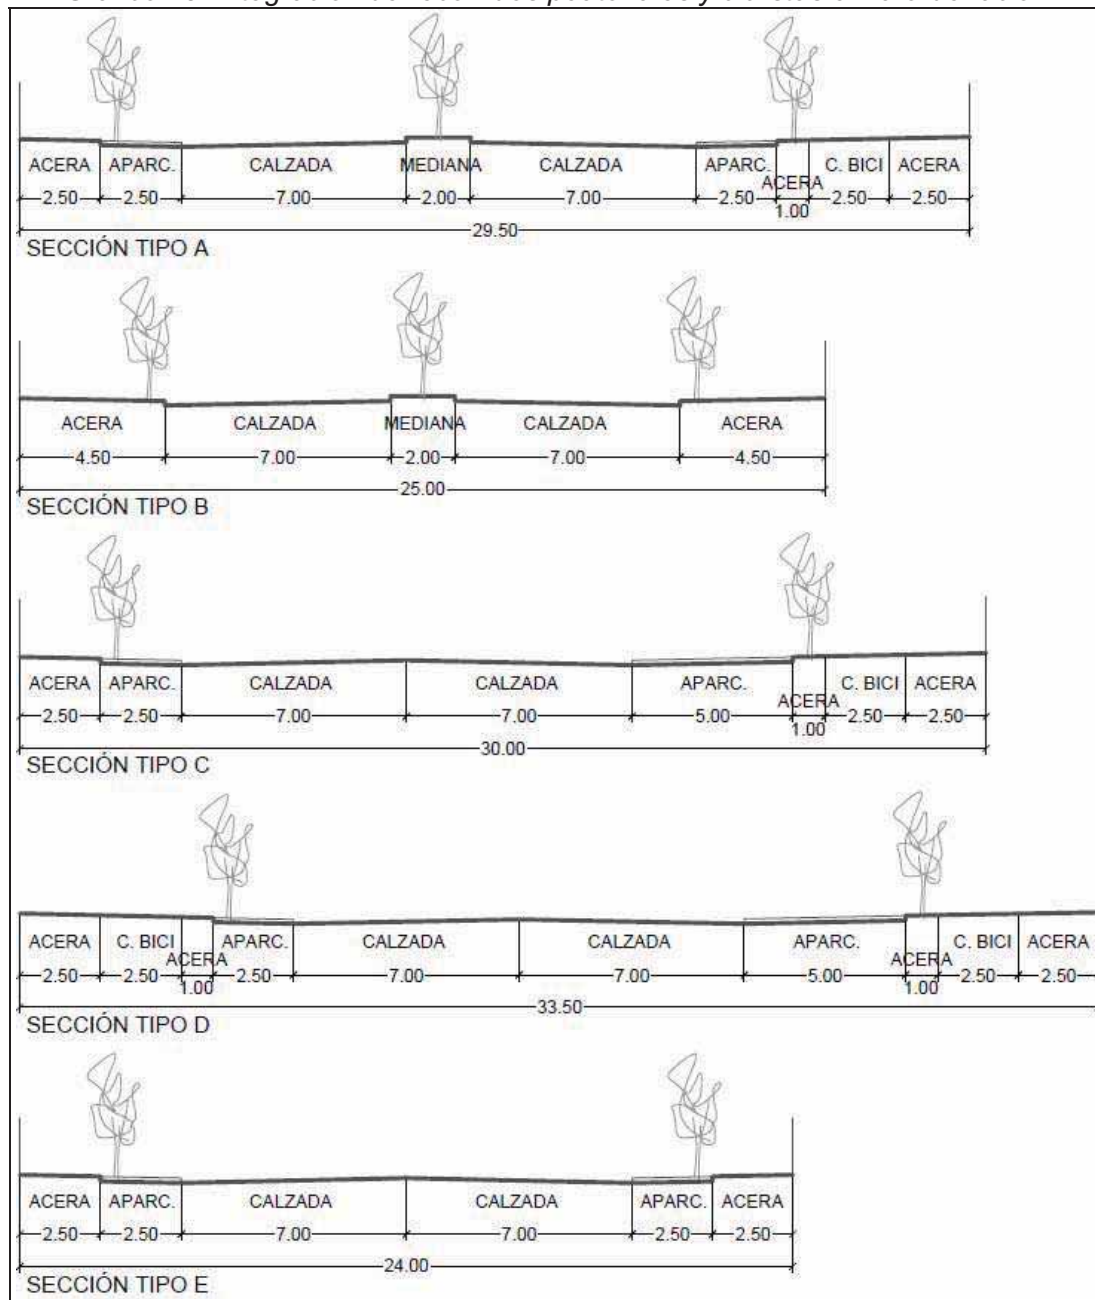 ACERA APARC. CALZADA MEDIANA CALZADA APARC. ACERA C. BICI ACERA
2.50 2.50 7.00 2.00 7.00 2.50 1.00 2.50 2.50
29.50
SECCIÓN TIPO A
ACERA CALZADA MEDIANA CALZADA ACERA
4.50 7.00 2.00 7.00 4.50
25.00
SECCIÓN TIPO B
ACERA APARC. CALZADA CALZADA APARC. ACERA C. BICI ACERA
2.50 2.50 7.00 7.00 5.00 1.00 2.50 2.50
30.00
SECCIÓN TIPO C
ACERA C. BICI ACERA APARC. CALZADA CALZADA APARC. ACERA C. BICI ACERA
2.50 2.50 1.00 2.50 7.00 7.00 5.00 1.00 2.50 2.50
33.50
SECCIÓN TIPO D
ACERA APARC. CALZADA CALZADA APARC. ACERA
2.50 2.50 7.00 7.00 2.50 2.50
24.00
SECCIÓN TIPO E